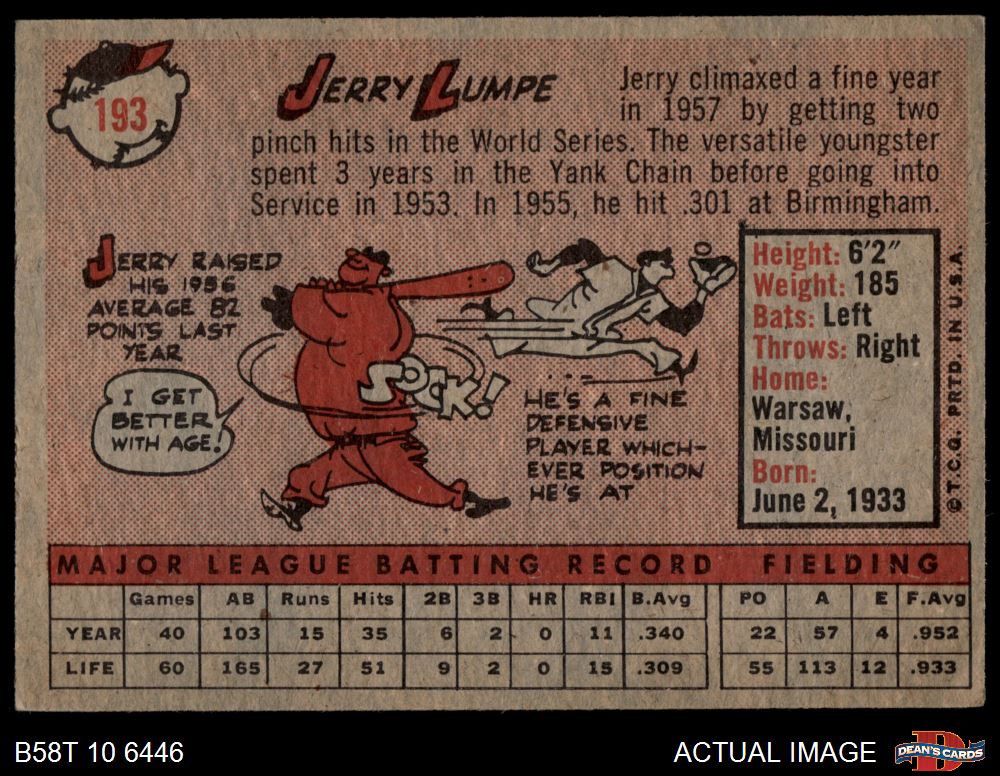 193
JERRY LUMPE
Jerry climaxed a fine year
in 1957 by getting two
pinch hits in the World Series. The versatile youngster
spent 3 years in the Yank Chain before going into
Service in 1953. In 1955, he hit .301 at Birmingham.
JERRY RAISED
HIS 1956
AVERAGE 82
POINTS LAST
YEAR
I GET
BETTER
WITH AGE!
SOCK!
HE'S A FINE
DEFENSIVE
PLAYER WHICH-
EVER POSITION
HE'S AT
Height: 6'2"
Weight: 185
Bats: Left
Throws: Right
Home:
Warsaw,
Missouri
Born:
June 2, 1933
© T.C.G. PRTD. IN U.S.A.
MAJOR LEAGUE BATTING RECORD FIELDING
Games AB Runs Hits 2B 3B HR RBI B.Avg PO A E F.Avg
YEAR 40 103 15 35 6 2 0 11 .340 22 57 4 .952
LIFE 60 165 27 51 9 2 0 15 .309 55 113 12 .933
B58T 10 6446
ACTUAL IMAGE
DEAN'S CARDS